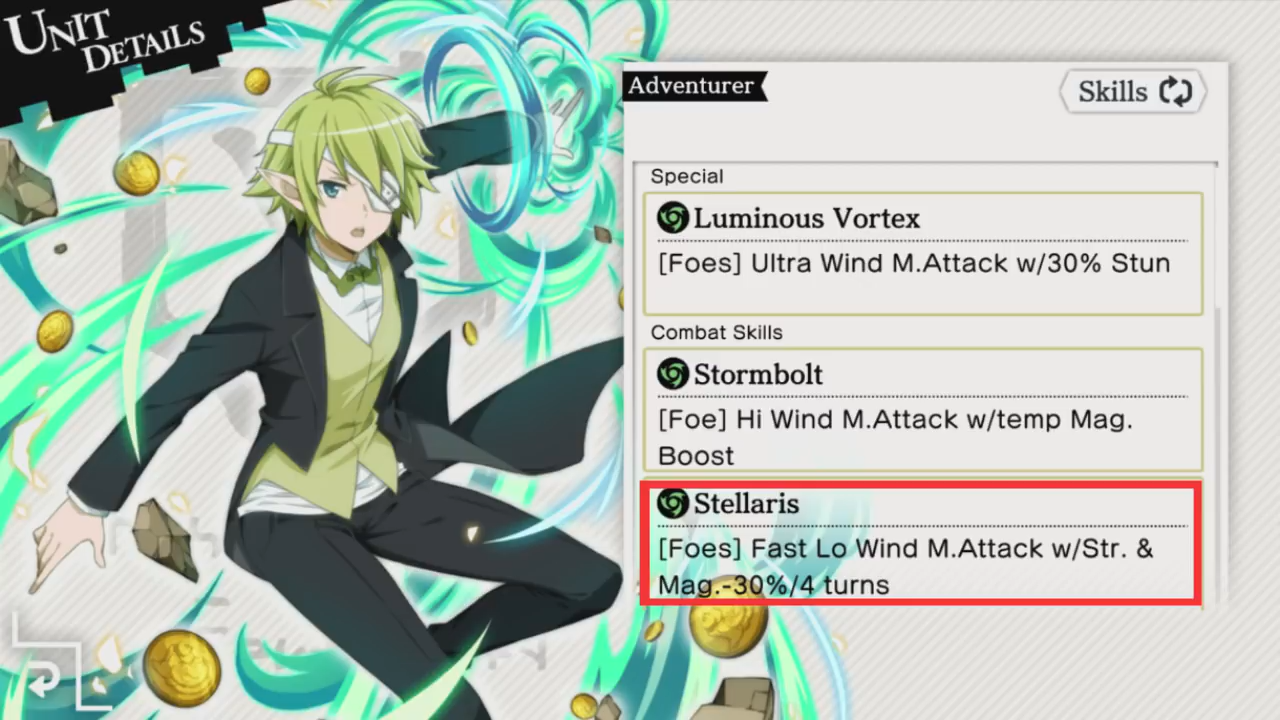 UNIT
DETAILS
Adventurer
Skills
Special
Luminous Vortex
[Foes] Ultra Wind M.Attack w/30% Stun
Combat Skills
Stormbolt
[Foe] Hi Wind M.Attack w/temp Mag.
Boost
Stellaris
[Foes] Fast Lo Wind M.Attack w/Str. &
Mag.-30%/4 turns